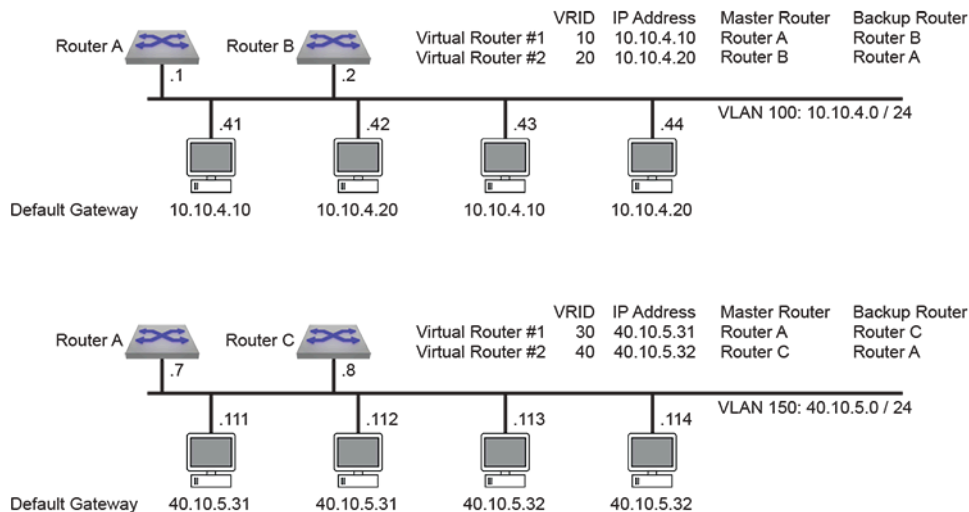 VRID IP Address Master Router Backup Router
Virtual Router #1 10 10.10.4.10 Router A Router B
Virtual Router #2 20 10.10.4.20 Router B Router A
Router A
Router B
.1
.2
VLAN 100: 10.10.4.0 / 24
.41
.42
.43
.44
Default Gateway 10.10.4.10 10.10.4.20 10.10.4.10 10.10.4.20
VRID IP Address Master Router Backup Router
Virtual Router #1 30 40.10.5.31 Router A Router C
Virtual Router #2 40 40.10.5.32 Router C Router A
Router A
Router C
.7
.8
VLAN 150: 40.10.5.0 / 24
.111
.112
.113
.114
Default Gateway 40.10.5.31 40.10.5.31 40.10.5.32 40.10.5.32